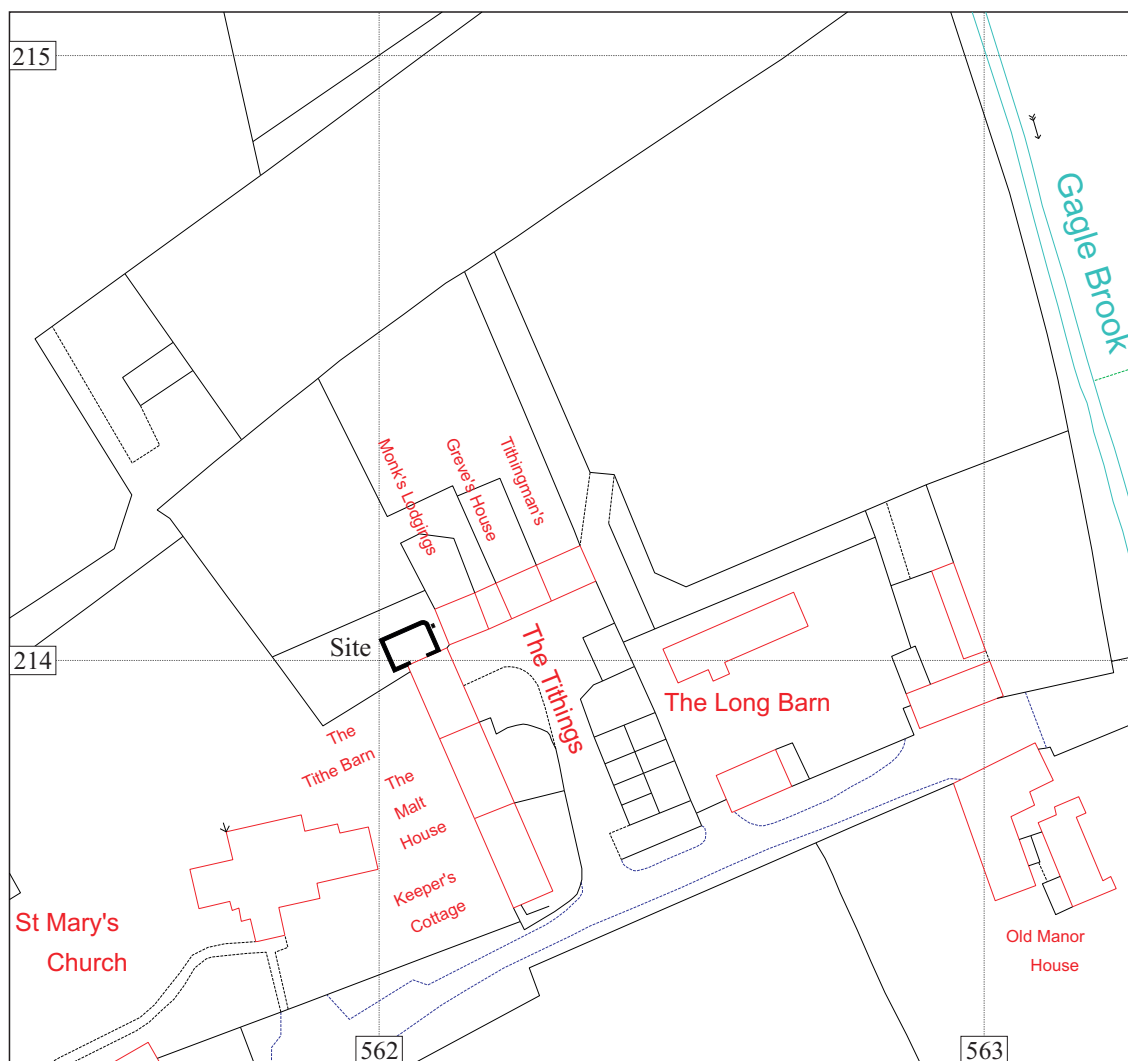 215
Gagle Brook
Monk's Lodgings
Greve's House
Tithingman's
Site
214
The Tithings
The Long Barn
The
Tithe Barn
The
Malt
House
Keeper's
Cottage
St Mary's
Church
Old Manor
House
562
563